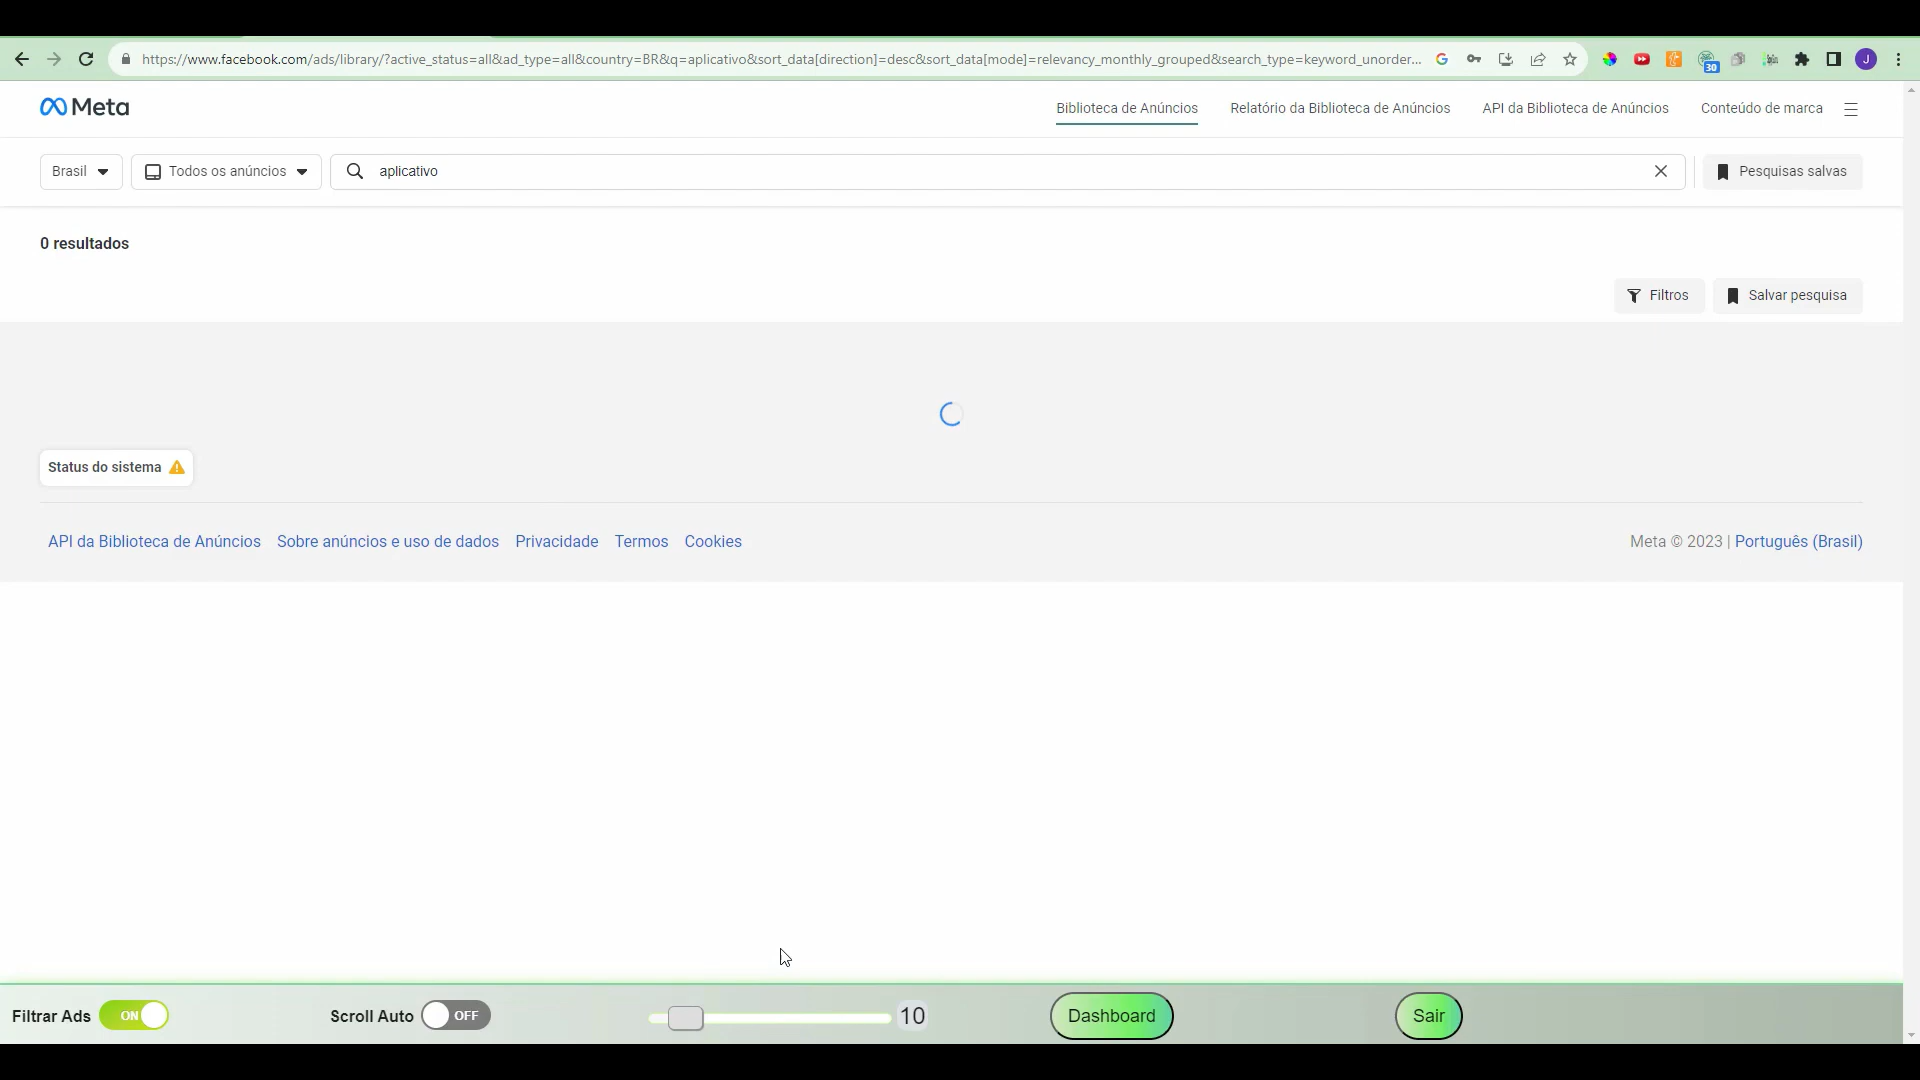 https://www.facebook.com/ads/library/?active_status=all&ad_type=all&country=BR&q=aplicativo&sort_data[direction]=desc&sort_data[mode]=relevancy_monthly_grouped&search_type=keyword_unorder...
30
J
Meta
Biblioteca de Anúncios
Relatório da Biblioteca de Anúncios
API da Biblioteca de Anúncios
Conteúdo de marca
Brasil
Todos os anúncios
aplicativo
Pesquisas salvas
0 resultados
Filtros
Salvar pesquisa
Status do sistema
API da Biblioteca de Anúncios
Sobre anúncios e uso de dados
Privacidade
Termos
Cookies
Meta © 2023 | Português (Brasil)
Filtrar Ads
ON
Scroll Auto
OFF
10
Dashboard
Sair